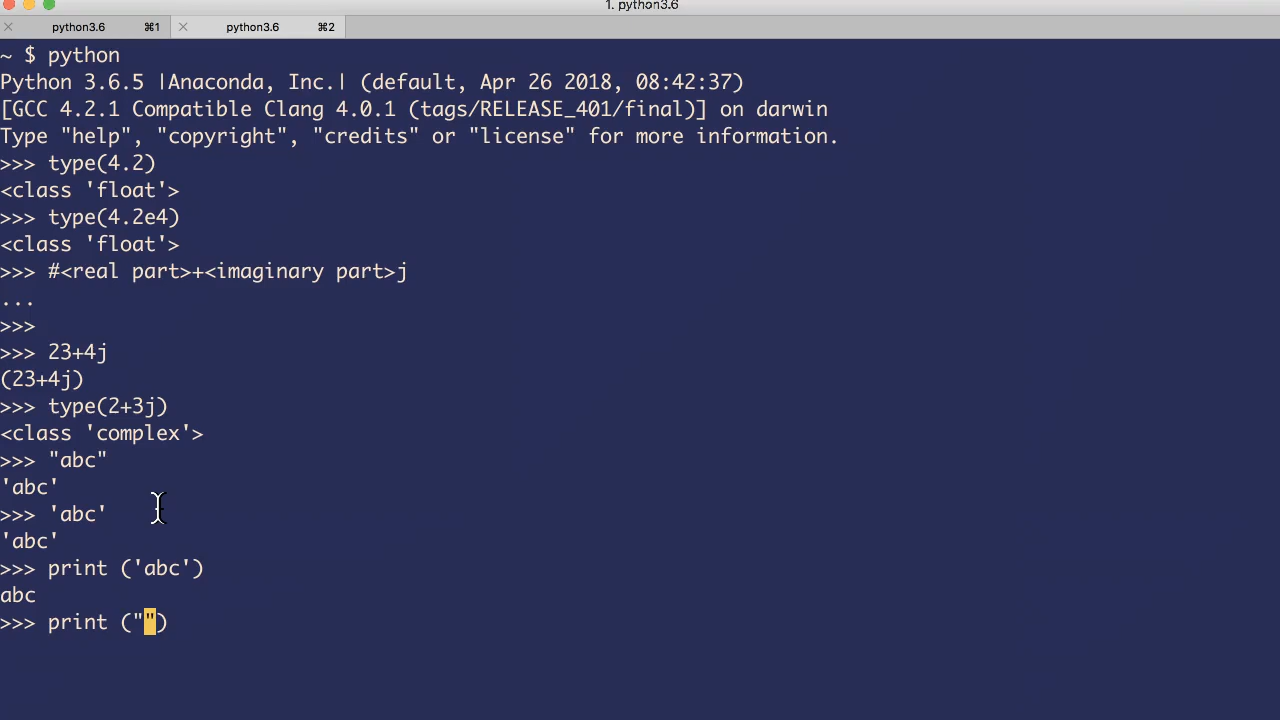 1. python3.6
python3.6 ⌘1 python3.6 ⌘2
~ $ python
Python 3.6.5 |Anaconda, Inc.| (default, Apr 26 2018, 08:42:37)
[GCC 4.2.1 Compatible Clang 4.0.1 (tags/RELEASE_401/final)] on darwin
Type "help", "copyright", "credits" or "license" for more information.
>>> type(4.2)
<class 'float'>
>>> type(4.2e4)
<class 'float'>
>>> #<real part>+<imaginary part>j
...
>>>
>>> 23+4j
(23+4j)
>>> type(2+3j)
<class 'complex'>
>>> "abc"
'abc'
>>> 'abc'
'abc'
>>> print ('abc')
abc
>>> print ("")